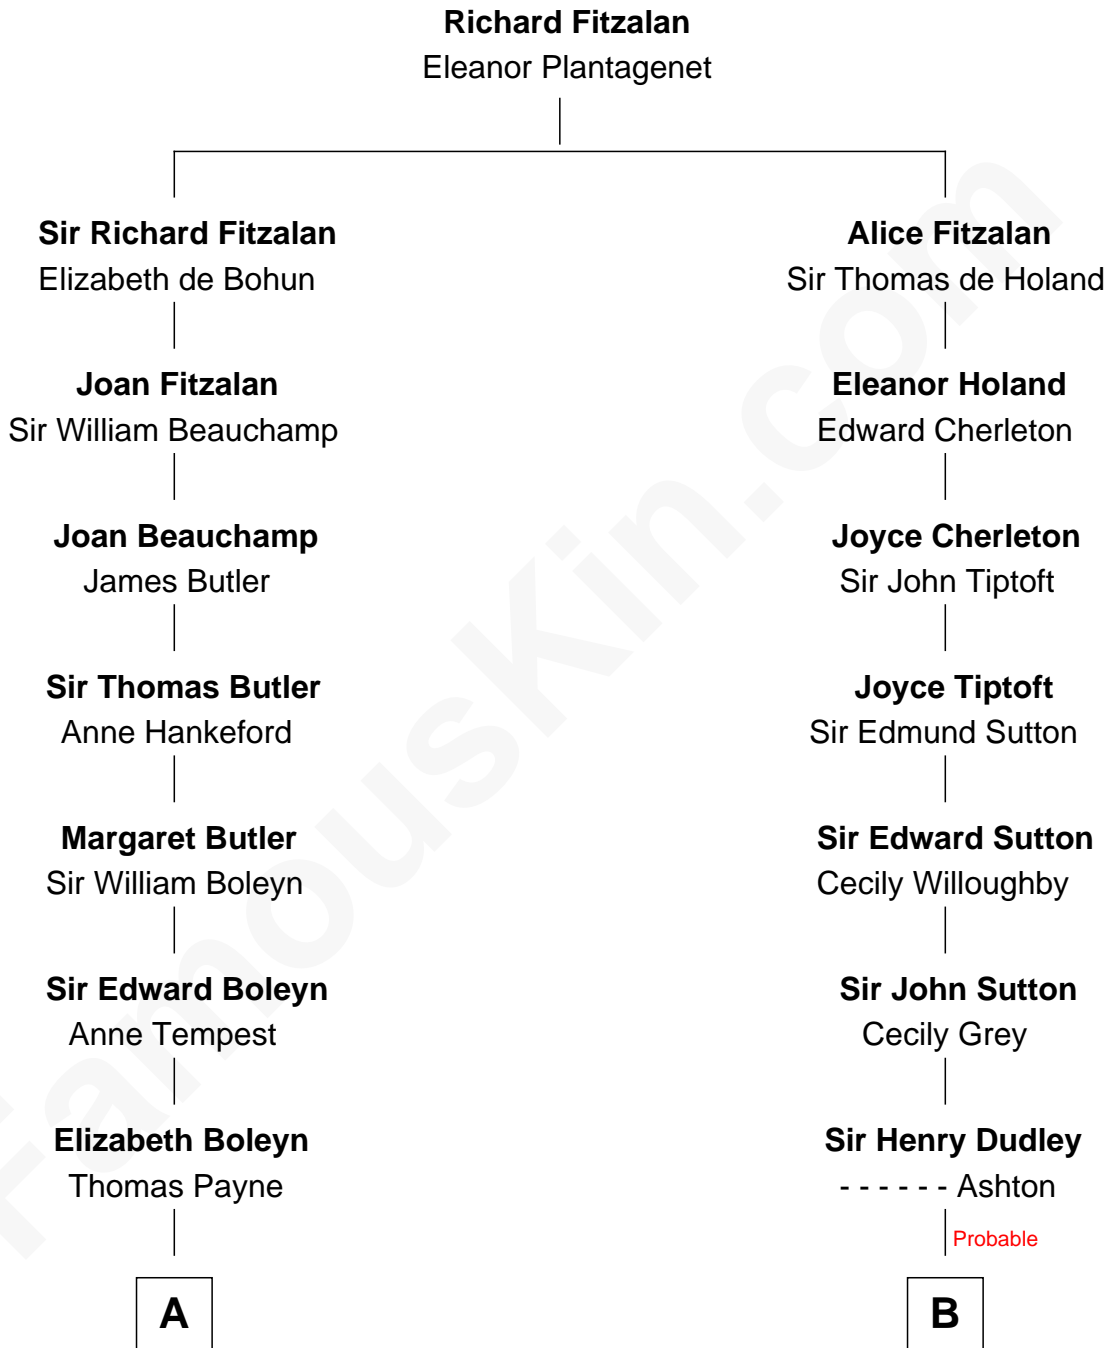 Richard Fitzalan
Eleanor Plantagenet
Sir Richard Fitzalan
Elizabeth de Bohun
Joan Fitzalan
Sir William Beauchamp
Joan Beauchamp
James Butler
Sir Thomas Butler
Anne Hankeford
Margaret Butler
Sir William Boleyn
Sir Edward Boleyn
Anne Tempest
Elizabeth Boleyn
Thomas Payne
A
Alice Fitzalan
Sir Thomas de Holand
Eleanor Holand
Edward Cherleton
Joyce Cherleton
Sir John Tiptoft
Joyce Tiptoft
Sir Edmund Sutton
Sir Edward Sutton
Cecily Willoughby
Sir John Sutton
Cecily Grey
Sir Henry Dudley
- - - - - - Ashton
Probable
B
FamousKin.com